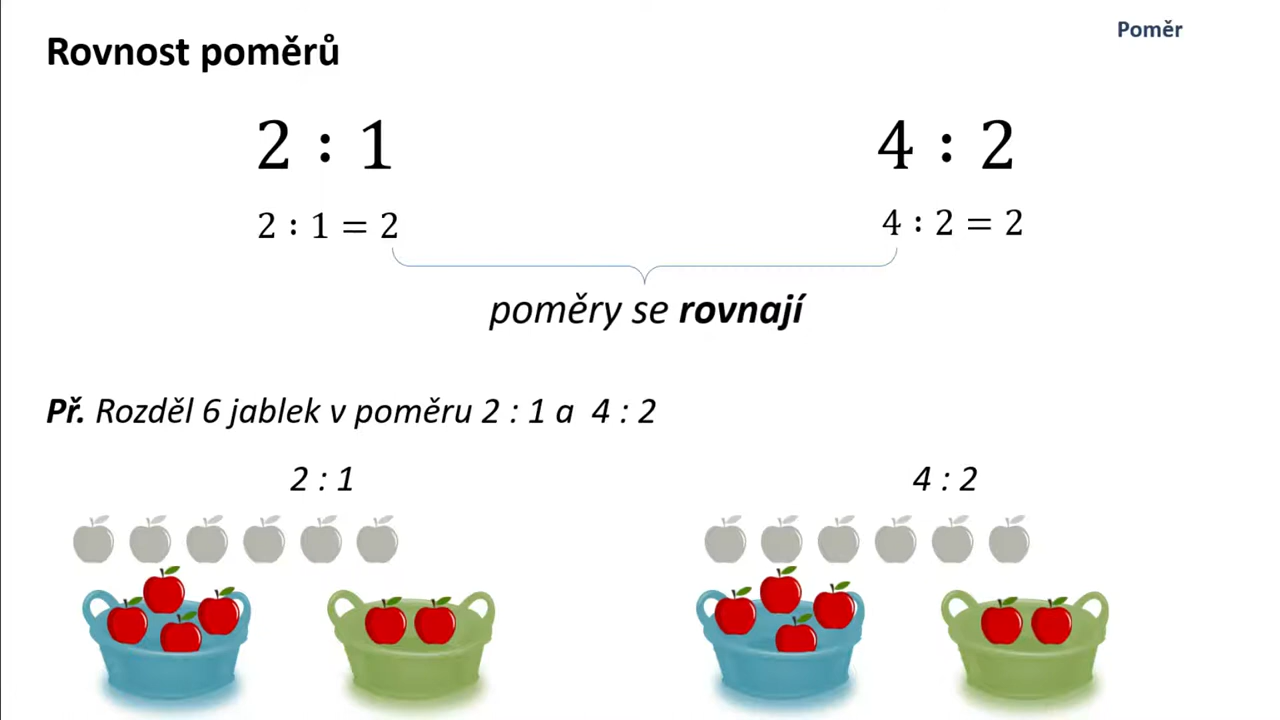 Poměr
Rovnost poměrů
2 : 1
4 : 2
2 : 1 = 2
4 : 2 = 2
poměry se rovnají
Př. Rozděl 6 jablek v poměru 2 : 1 a 4 : 2
2 : 1
4 : 2